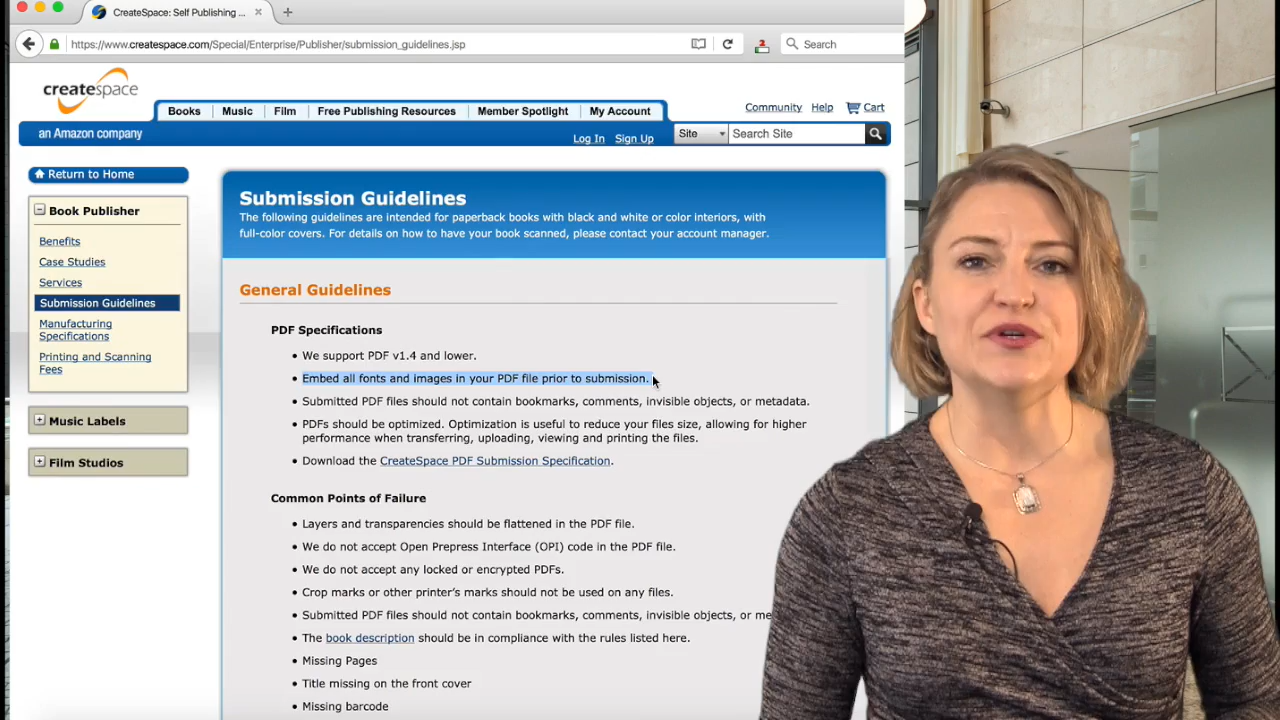 CreateSpace: Self Publishing ...
https://www.createspace.com/Special/Enterprise/Publisher/submission_guidelines.jsp
Search
createspace
Books Music Film Free Publishing Resources Member Spotlight My Account
Community Help Cart
an Amazon company
Log In Sign Up Site Search Site
Return to Home
Book Publisher
Benefits
Case Studies
Services
Submission Guidelines
Manufacturing
Specifications
Printing and Scanning
Fees
Music Labels
Film Studios
Submission Guidelines
The following guidelines are intended for paperback books with black and white or color interiors, with
full-color covers. For details on how to have your book scanned, please contact your account manager.
General Guidelines
PDF Specifications
• We support PDF v1.4 and lower.
• Embed all fonts and images in your PDF file prior to submission.
• Submitted PDF files should not contain bookmarks, comments, invisible objects, or metadata.
• PDFs should be optimized. Optimization is useful to reduce your files size, allowing for higher
performance when transferring, uploading, viewing and printing the files.
• Download the CreateSpace PDF Submission Specification.
Common Points of Failure
• Layers and transparencies should be flattened in the PDF file.
• We do not accept Open Prepress Interface (OPI) code in the PDF file.
• We do not accept any locked or encrypted PDFs.
• Crop marks or other printer's marks should not be used on any files.
• Submitted PDF files should not contain bookmarks, comments, invisible objects, or me
• The book description should be in compliance with the rules listed here.
• Missing Pages
• Title missing on the front cover
• Missing barcode